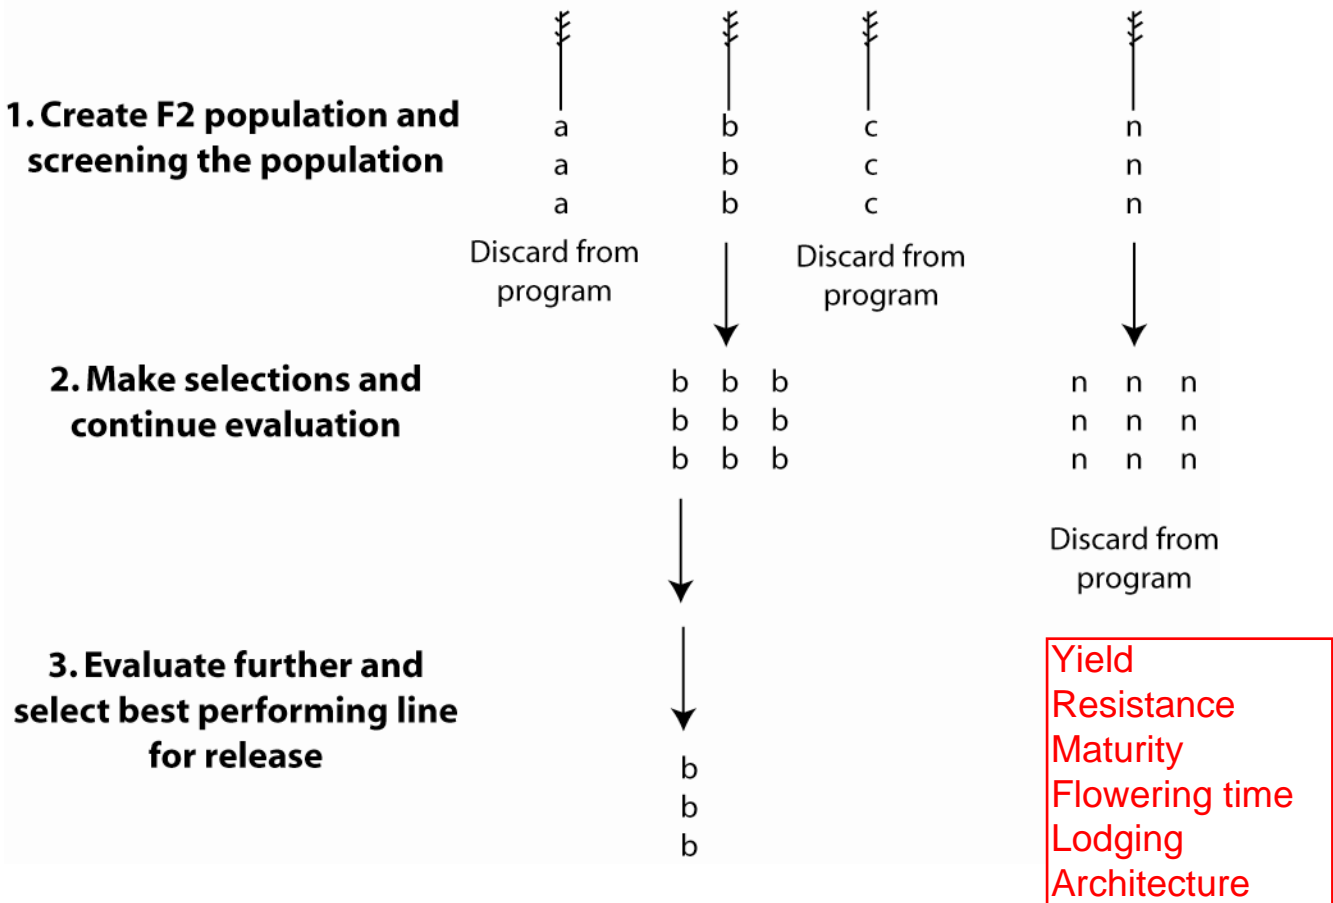 1. Create F2 population and
screening the population
a b c n
a b c n
a b c n
Discard from
program
Discard from
program
2. Make selections and
continue evaluation
b b b n n n
b b b n n n
b b b n n n
Discard from
program
3. Evaluate further and
select best performing line
for release
b
b
b
Yield
Resistance
Maturity
Flowering time
Lodging
Architecture